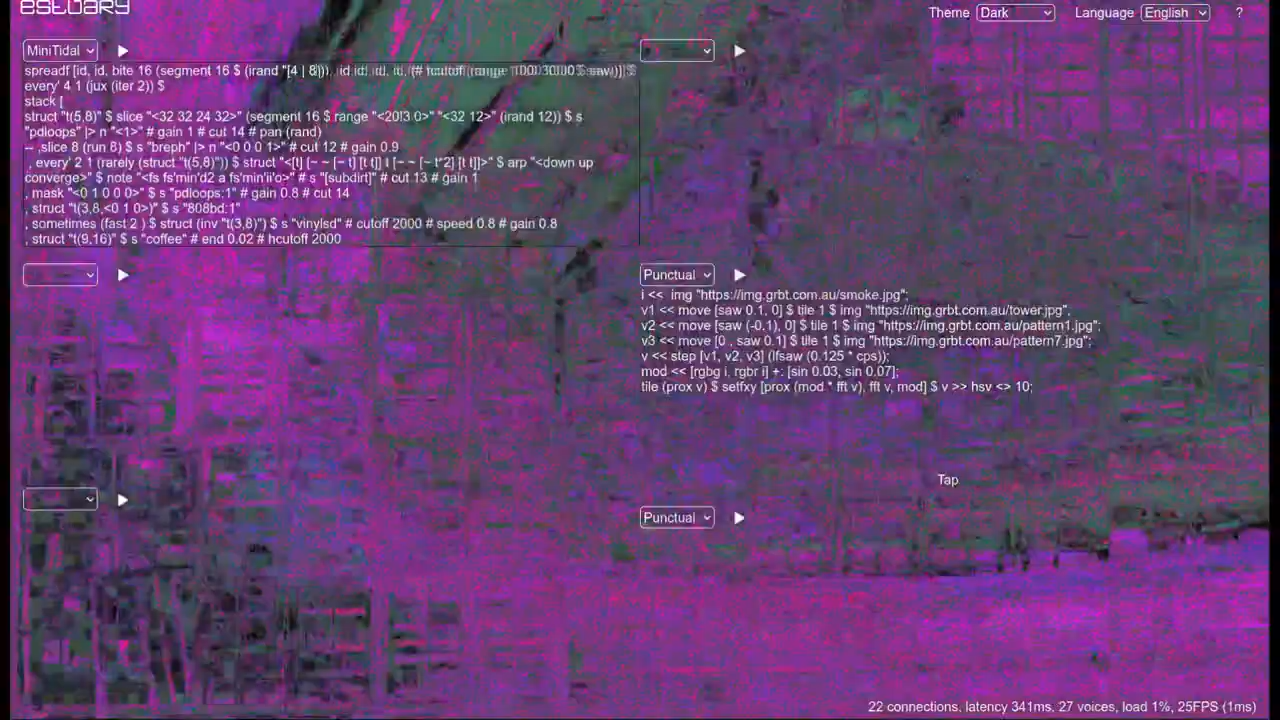 estuary
Theme Dark Language English ?
MiniTidal
spreadf [id, id, bite 16 (segment 16 $ (irand "[4 | 8]")), id, id, id, id, (# hcutoff (range 100 3000 $ saw))] $
every' 4 1 (jux (iter 2)) $
stack [
struct "t(5,8)" $ slice "<32 32 24 32>" (segment 16 $ range "<20!3 0>" "<32 12>" (irand 12)) $ s
"pdloops" |> n "<1>" # gain 1 # cut 14 # pan (rand)
-- ,slice 8 (run 8) $ s "breph" |> n "<0 0 0 1>" # cut 12 # gain 0.9
, every' 2 1 (rarely (struct "t(5,8)")) $ struct "<[t] [~ ~ [~ t] [t t]] t [~ ~ [~ t*2] [t t]]>" $ arp "<down up
converge>" $ note "<fs fs'min'd2 a fs'min'ii'o>" # s "[subdirt]" # cut 13 # gain 1
, mask "<0 1 0 0 0>" $ s "pdloops:1" # gain 0.8 # cut 14
, struct "t(3,8,<0 1 0>)" $ s "808bd:1"
, sometimes (fast 2 ) $ struct (inv "t(3,8)") $ s "vinylsd" # cutoff 2000 # speed 0.8 # gain 0.8
, struct "t(9,16)" $ s "coffee" # end 0.02 # hcutoff 2000
Punctual
i << img "https://img.grbt.com.au/smoke.jpg";
v1 << move [saw 0.1, 0] $ tile 1 $ img "https://img.grbt.com.au/tower.jpg",
v2 << move [saw (-0.1), 0] $ tile 1 $ img "https://img.grbt.com.au/pattern1.jpg";
v3 << move [0 , saw 0.1] $ tile 1 $ img "https://img.grbt.com.au/pattern7.jpg";
v << step [v1, v2, v3] (lfsaw (0.125 * cps));
mod << [rgbg i, rgbr i] +: [sin 0.03, sin 0.07];
tile (prox v) $ setfxy [prox (mod * fft v), fft v, mod] $ v >> hsv <> 10;
Tap
Punctual
22 connections, latency 341ms, 27 voices, load 1%, 25FPS (1ms)